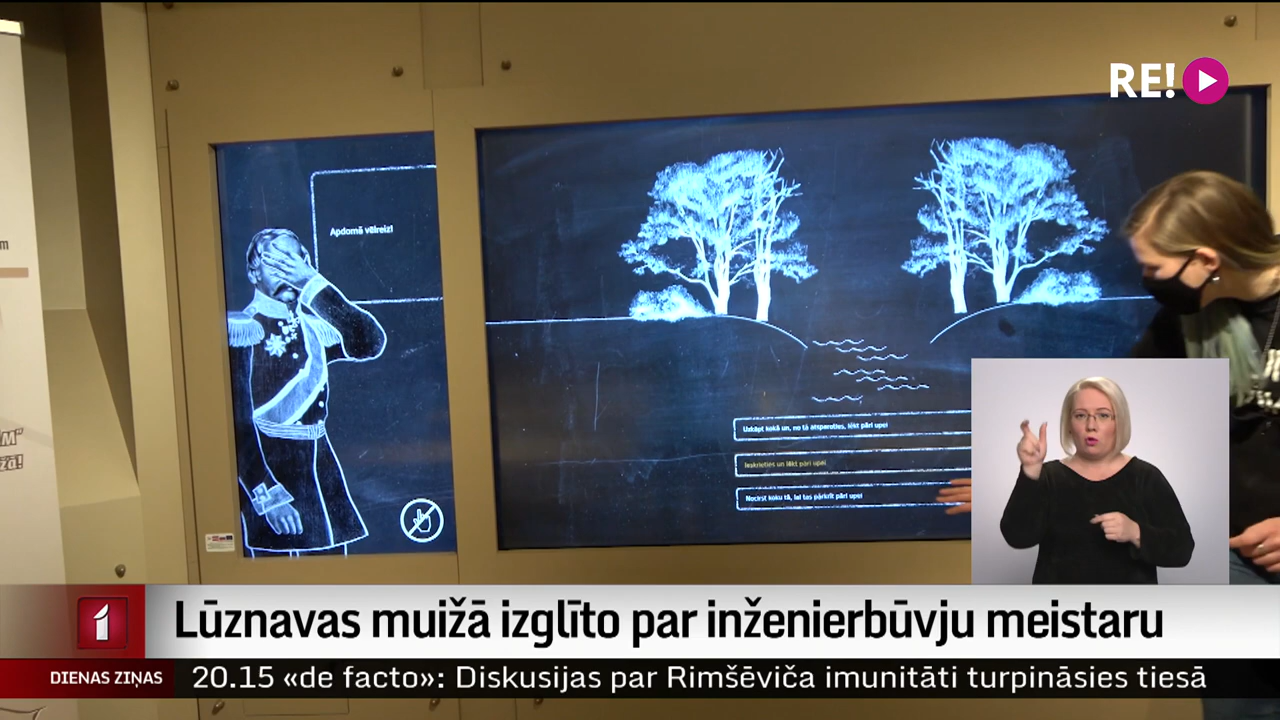 RE!
m
Apdomā vēlreiz!
Uzkāpt kokā un, no tā atsperoties, lēkt pāri upei
Ieskrieties un lēkt pāri upei
Nocirst koku tā, lai tas pārkrīt pāri upei
M"
žā!
1 Lūznavas muižā izglīto par inženierbūvju meistaru
DIENAS ZIŅAS 20.15 «de facto»: Diskusijas par Rimšēviča imunitāti turpināsies tiesā